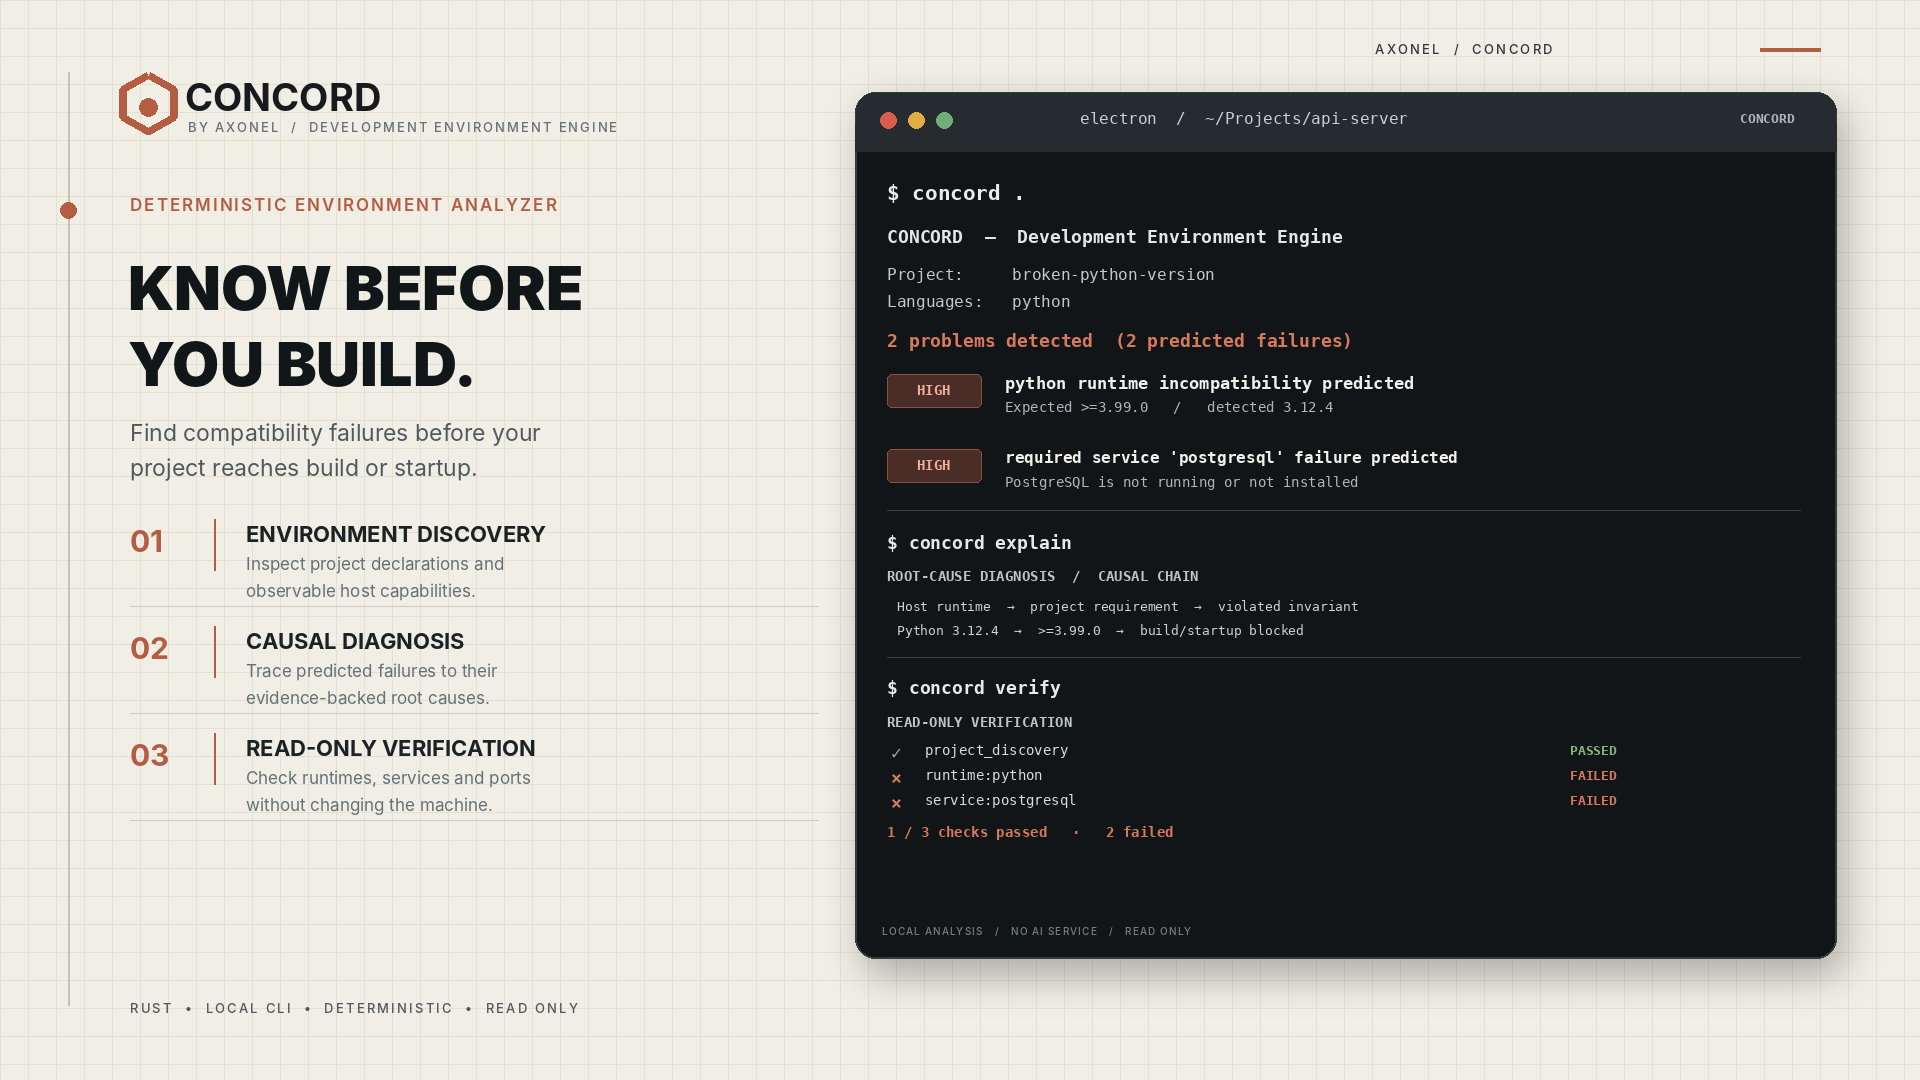 AXONEL / CONCORD
CONCORD
BY AXONEL / DEVELOPMENT ENVIRONMENT ENGINE
DETERMINISTIC ENVIRONMENT ANALYZER
KNOW BEFORE
YOU BUILD.
Find compatibility failures before your
project reaches build or startup.
01
ENVIRONMENT DISCOVERY
Inspect project declarations and
observable host capabilities.
02
CAUSAL DIAGNOSIS
Trace predicted failures to their
evidence-backed root causes.
03
READ-ONLY VERIFICATION
Check runtimes, services and ports
without changing the machine.
RUST • LOCAL CLI • DETERMINISTIC • READ ONLY
electron / ~/Projects/api-server
CONCORD
$ concord .
CONCORD — Development Environment Engine
Project: broken-python-version
Languages: python
2 problems detected (2 predicted failures)
HIGH python runtime incompatibility predicted
Expected >=3.99.0 / detected 3.12.4
HIGH required service 'postgresql' failure predicted
PostgreSQL is not running or not installed
$ concord explain
ROOT-CAUSE DIAGNOSIS / CAUSAL CHAIN
Host runtime → project requirement → violated invariant
Python 3.12.4 → >=3.99.0 → build/startup blocked
$ concord verify
READ-ONLY VERIFICATION
✓ project_discovery PASSED
× runtime:python FAILED
× service:postgresql FAILED
1 / 3 checks passed · 2 failed
LOCAL ANALYSIS / NO AI SERVICE / READ ONLY